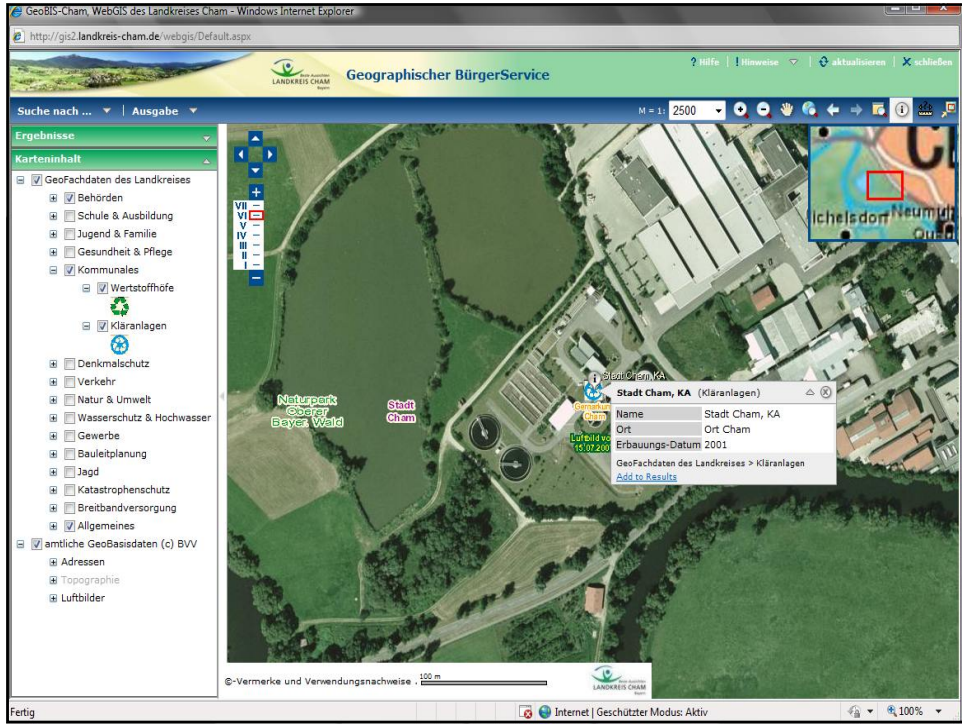 GeoBIS-Cham, WebGIS des Landkreises Cham - Windows Internet Explorer
http://gis2.landkreis-cham.de/webgis/Default.aspx
LANDKREIS CHAM
Bayern
Geographischer BürgerService
? Hilfe | ! Hinweise | aktualisieren | X schließen
Suche nach ... | Ausgabe
M = 1: 2500
Ergebnisse
Karteninhalt
GeoFachdaten des Landkreises
Behörden
Schule & Ausbildung
Jugend & Familie
Gesundheit & Pflege
Kommunales
Wertstoffhöfe
Kläranlagen
Denkmalschutz
Verkehr
Natur & Umwelt
Wasserschutz & Hochwasser
Gewerbe
Bauleitplanung
Jagd
Katastrophenschutz
Breitbandversorgung
Allgemeines
amtliche GeoBasisdaten (c) BVV
Adressen
Topographie
Luftbilder
VII
VI
V
IV
III
II
I
ichelsdorf
Naturpark
Oberer
Bayer. Wald
Stadt
Cham
Stadt Cham, KA
Cham
Luftbild vo
Stadt Cham, KA (Kläranlagen)
Name Stadt Cham, KA
Ort Ort Cham
Erbauungs-Datum 2001
GeoFachdaten des Landkreises > Kläranlagen
Add to Results
©-Vermerke und Verwendungsnachweise . 100 m
LANDKREIS CHAM
Fertig
Internet | Geschützter Modus: Aktiv
100%